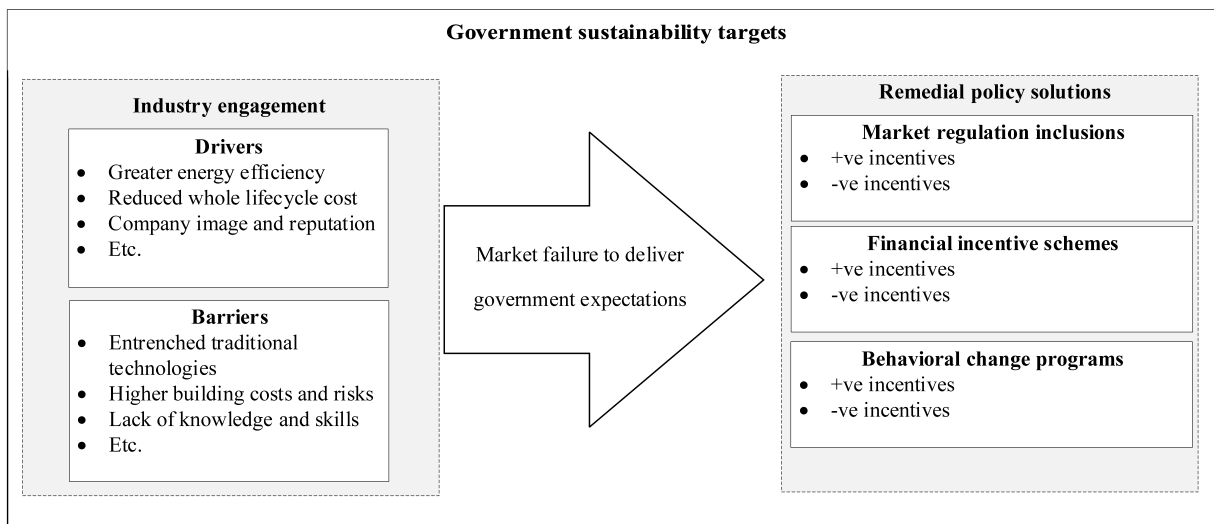 Government sustainability targets
Industry engagement
Drivers
• Greater energy efficiency
• Reduced whole lifecycle cost
• Company image and reputation
• Etc.
Barriers
• Entrenched traditional
technologies
• Higher building costs and risks
• Lack of knowledge and skills
• Etc.
Market failure to deliver
government expectations
Remedial policy solutions
Market regulation inclusions
• +ve incentives
• -ve incentives
Financial incentive schemes
• +ve incentives
• -ve incentives
Behavioral change programs
• +ve incentives
• -ve incentives